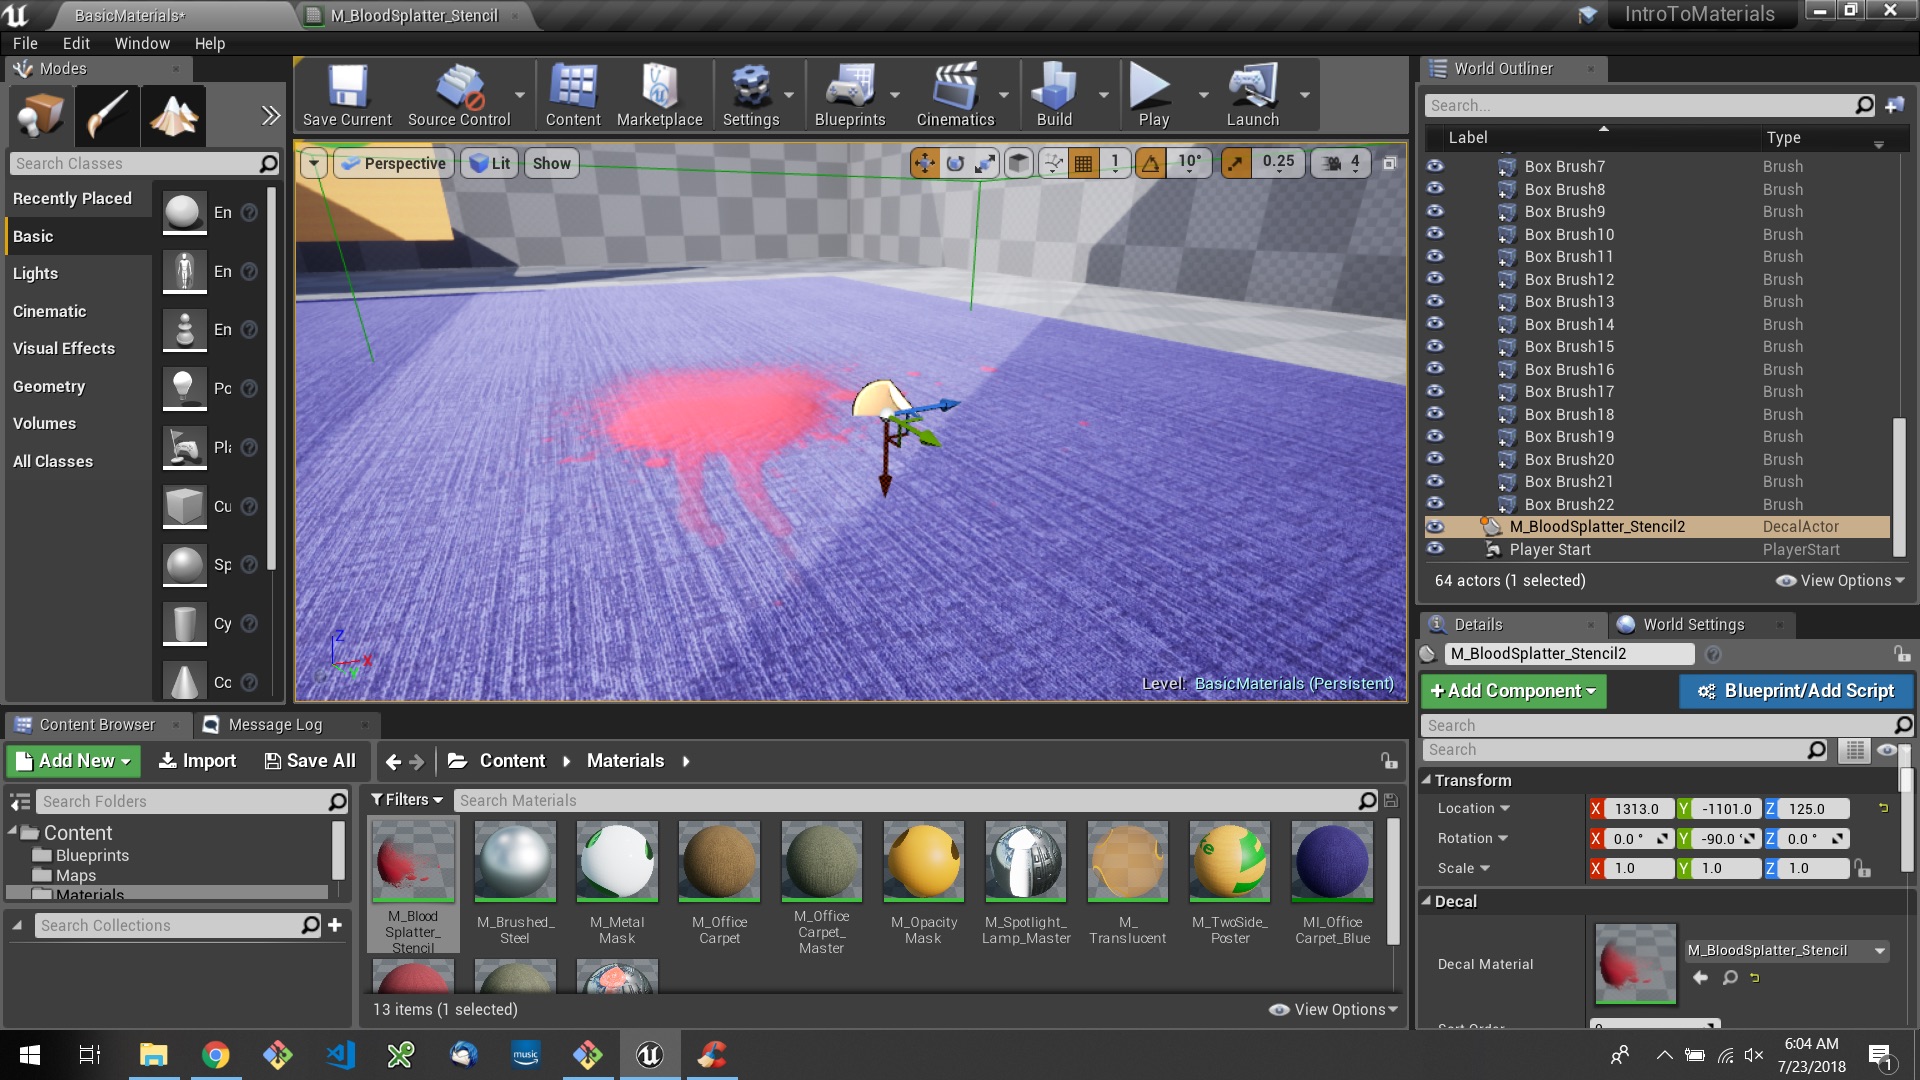 BasicMaterials*
M_BloodSplatter_Stencil
IntroToMaterials
File Edit Window Help
Modes
Search Classes
Recently Placed
Basic
Lights
Cinematic
Visual Effects
Geometry
Volumes
All Classes
En
En
En
Po
Pla
Cu
Sp
Cy
Co
Save Current
Source Control
Content
Marketplace
Settings
Blueprints
Cinematics
Build
Play
Launch
Perspective
Lit
Show
1
10°
0.25
4
Z
X
Y
Level: BasicMaterials (Persistent)
World Outliner
Search...
Label Type
Box Brush7 Brush
Box Brush8 Brush
Box Brush9 Brush
Box Brush10 Brush
Box Brush11 Brush
Box Brush12 Brush
Box Brush13 Brush
Box Brush14 Brush
Box Brush15 Brush
Box Brush16 Brush
Box Brush17 Brush
Box Brush18 Brush
Box Brush19 Brush
Box Brush20 Brush
Box Brush21 Brush
Box Brush22 Brush
M_BloodSplatter_Stencil2 DecalActor
Player Start PlayerStart
64 actors (1 selected)
View Options
Details
World Settings
M_BloodSplatter_Stencil2
+Add Component
Blueprint/Add Script
Search
Search
Transform
Location X 1313.0 Y -1101.0 Z 125.0
Rotation X 0.0 ° Y -90.0 ° Z 0.0 °
Scale X 1.0 Y 1.0 Z 1.0
Decal
Decal Material
M_BloodSplatter_Stencil
Sort Order
Content Browser
Message Log
Add New
Import
Save All
Content
Materials
Search Folders
Content
Blueprints
Maps
Materials
Search Collections
Filters
Search Materials
M_Blood
Splatter_
Stencil
M_Brushed_
Steel
M_Metal
Mask
M_Office
Carpet
M_Office
Carpet_
Master
M_Opacity
Mask
M_Spotlight_
Lamp_Master
M_
Translucent
M_TwoSide_
Poster
MI_Office
Carpet_Blue
13 items (1 selected)
View Options
music
6:04 AM
7/23/2018
1